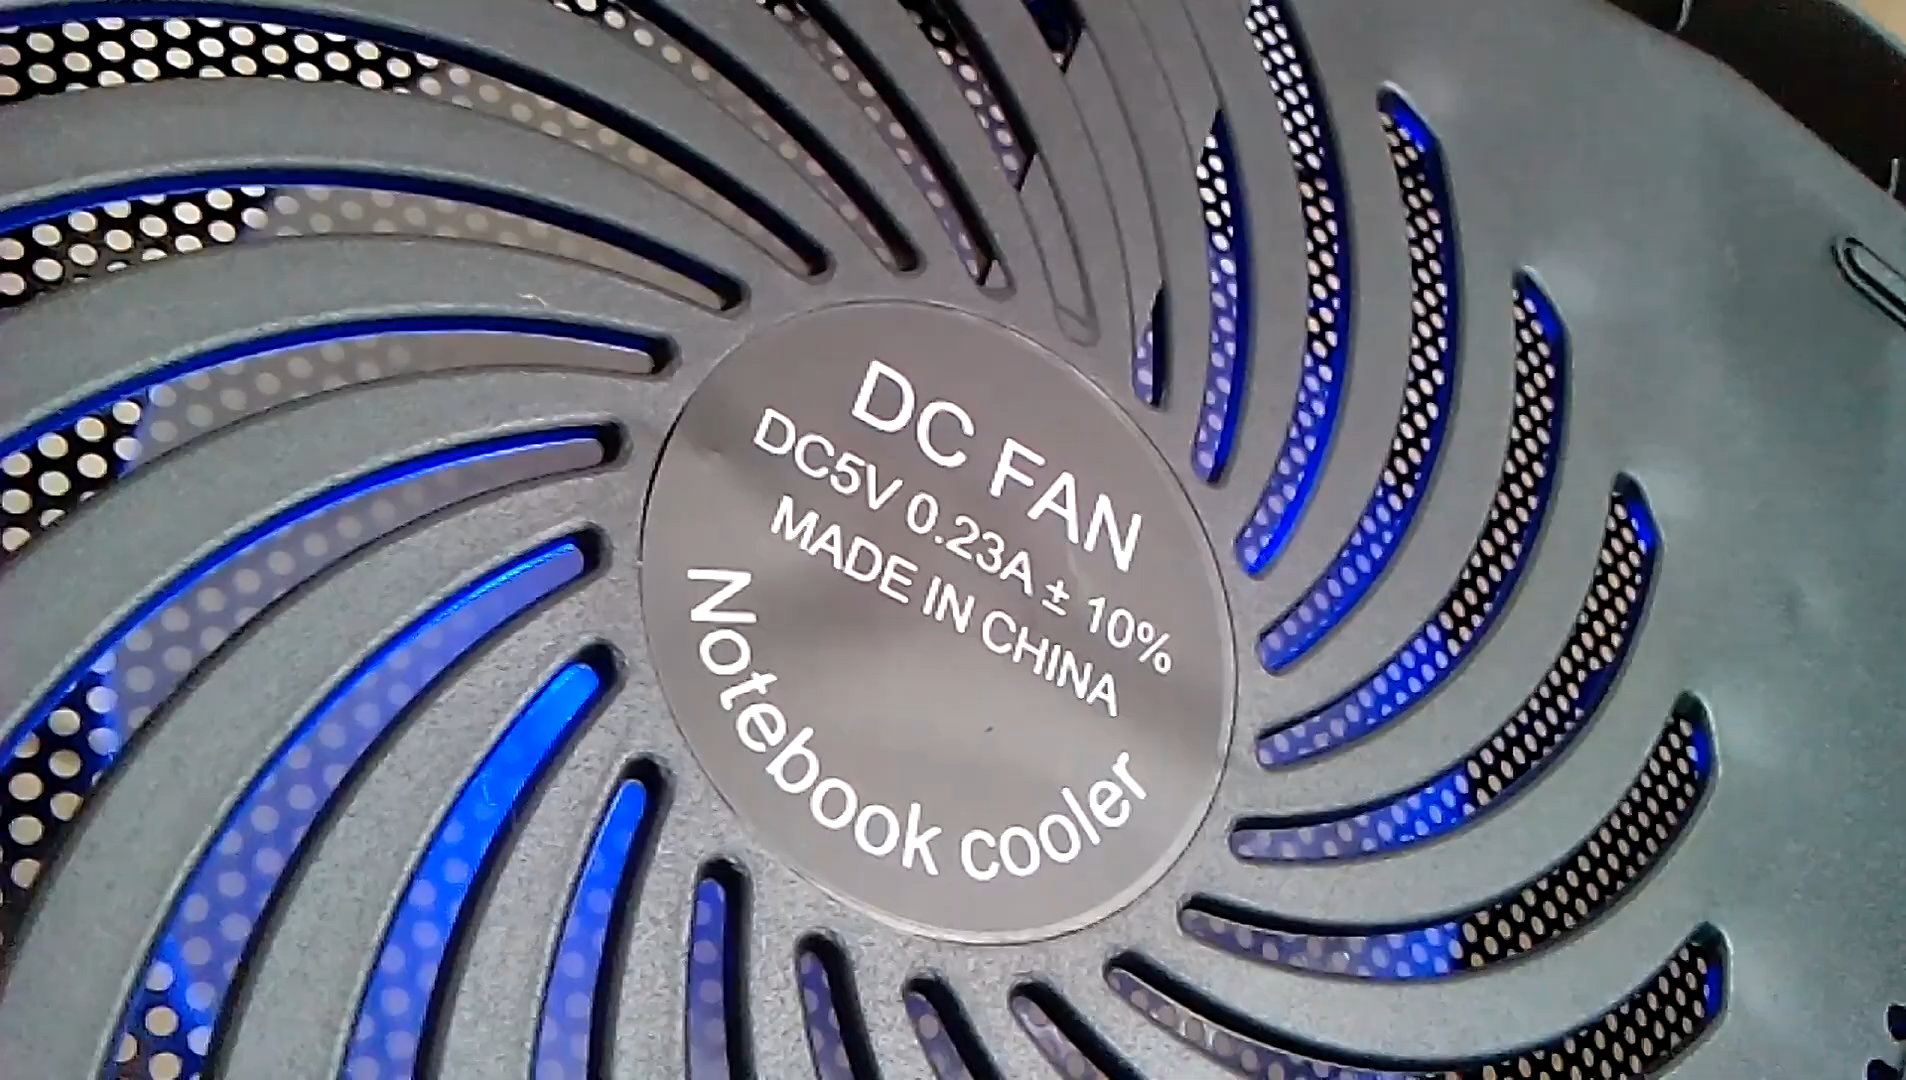 DC FAN
DC5V 0.23A ± 10%
MADE IN CHINA
Notebook cooler